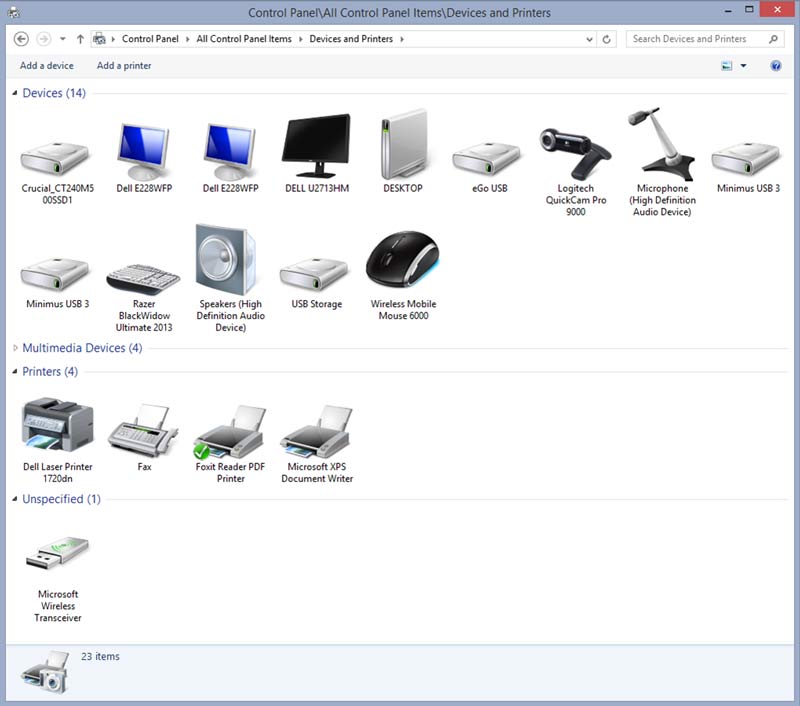 Control Panel\All Control Panel Items\Devices and Printers
Control Panel All Control Panel Items Devices and Printers
Search Devices and Printers
Add a device Add a printer
Devices (14)
Crucial_CT240M5
00SSD1
Dell E228WFP
Dell E228WFP
DELL U2713HM
DESKTOP
eGo USB
Logitech
QuickCam Pro
9000
Microphone
(High Definition
Audio Device)
Minimus USB 3
Minimus USB 3
Razer
BlackWidow
Ultimate 2013
Speakers (High
Definition Audio
Device)
USB Storage
Wireless Mobile
Mouse 6000
Multimedia Devices (4)
Printers (4)
Dell Laser Printer
1720dn
Fax
Foxit Reader PDF
Printer
Microsoft XPS
Document Writer
Unspecified (1)
Microsoft
Wireless
Transceiver
23 items